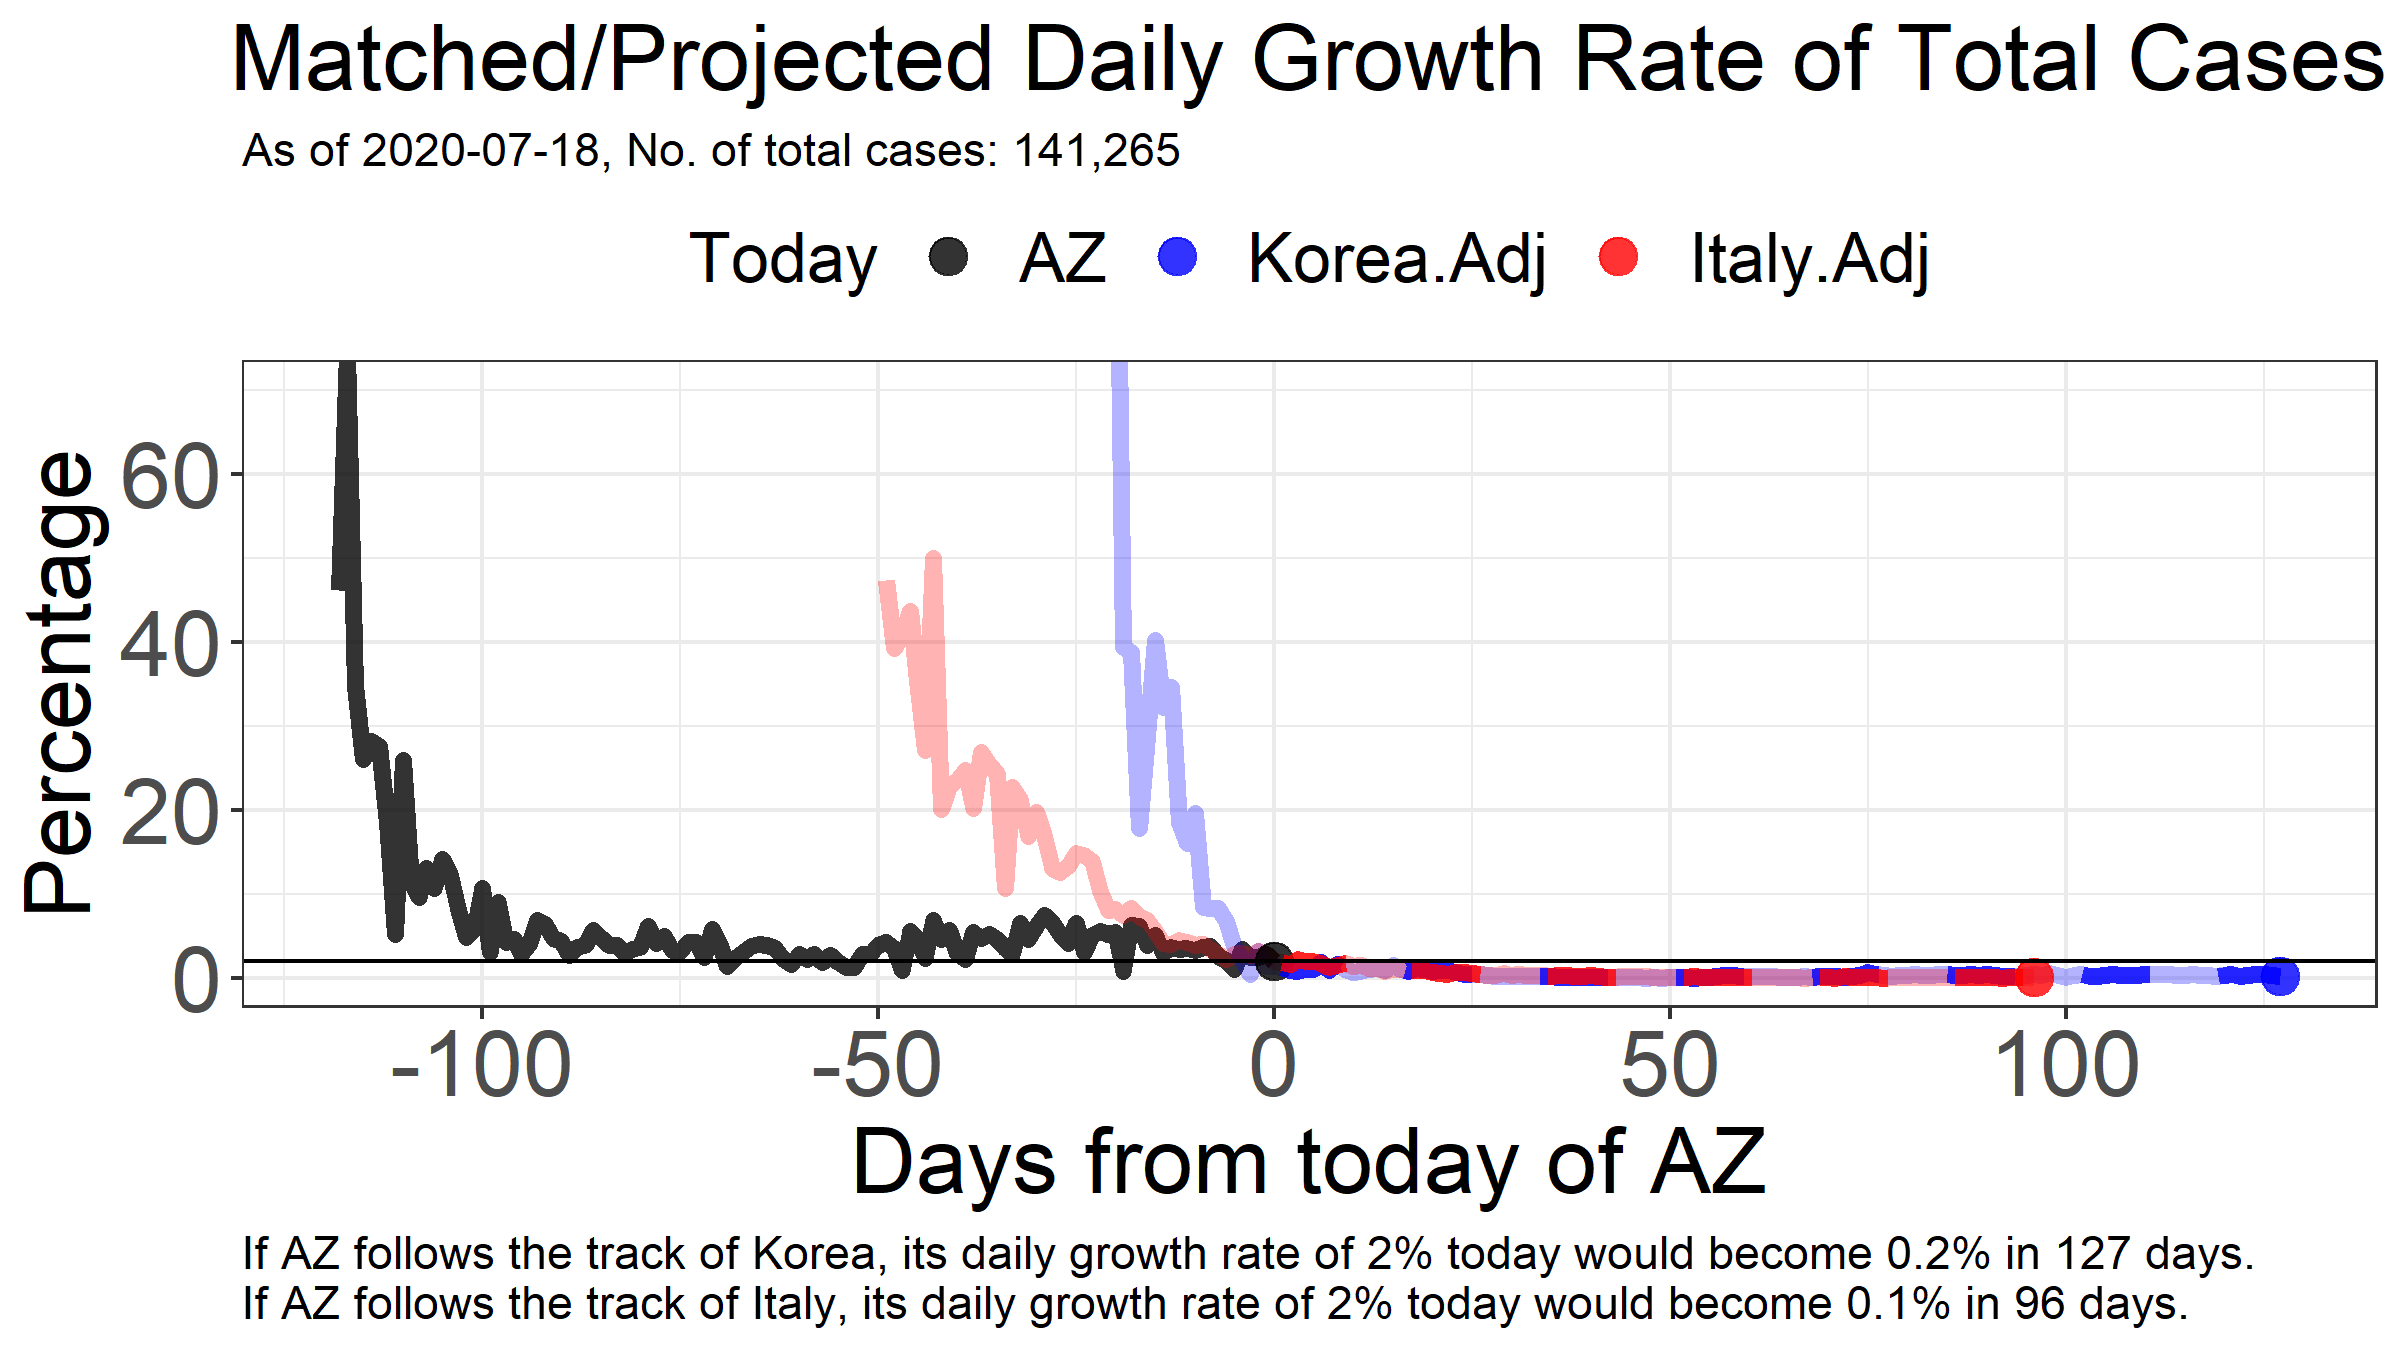 Matched/Projected Daily Growth Rate of Total Cases
As of 2020-07-18, No. of total cases: 141,265
Today AZ Korea.Adj Italy.Adj
Percentage
60
40
20
0
-100 -50 0 50 100
Days from today of AZ
If AZ follows the track of Korea, its daily growth rate of 2% today would become 0.2% in 127 days.
If AZ follows the track of Italy, its daily growth rate of 2% today would become 0.1% in 96 days.